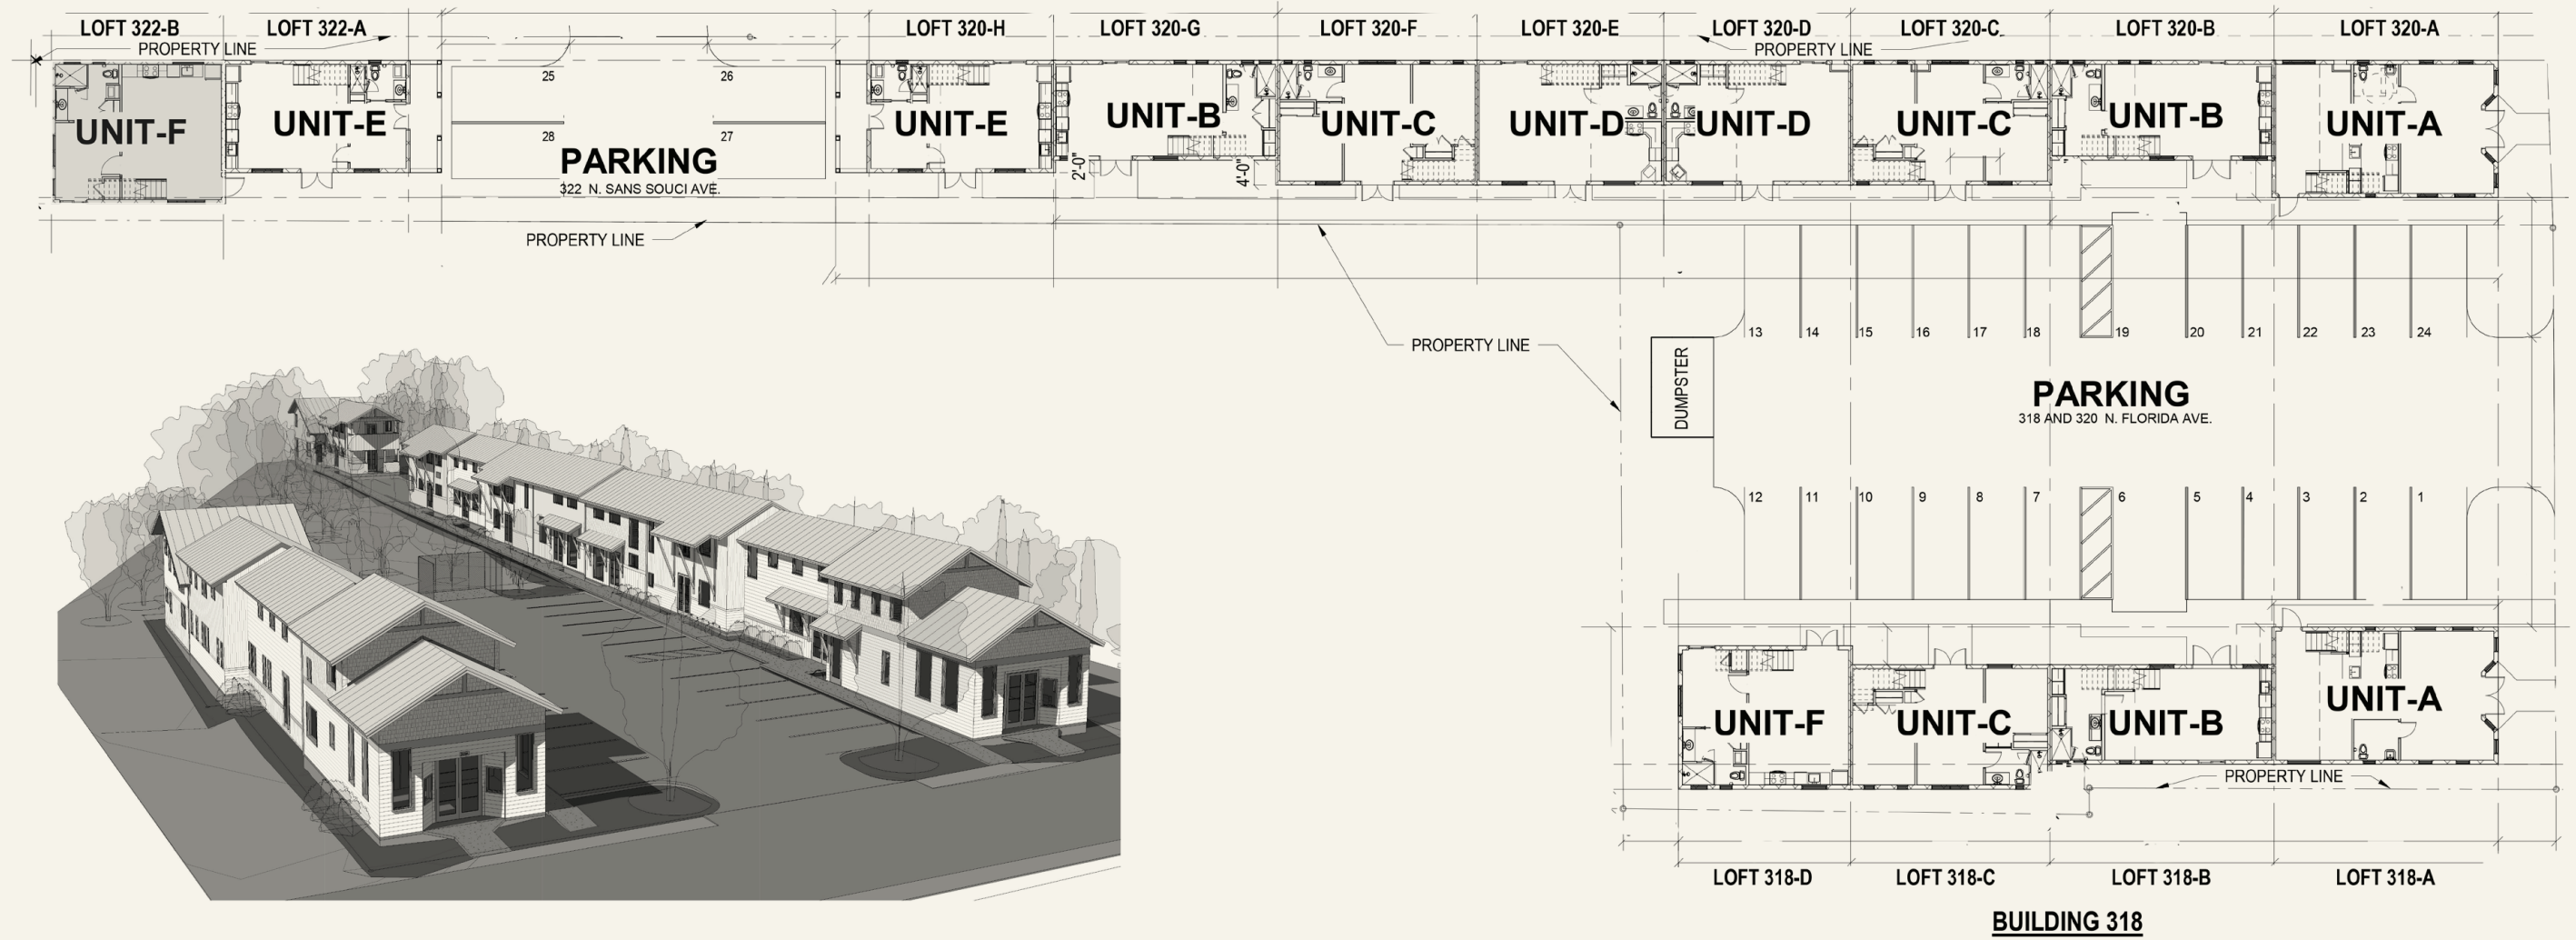 LOFT 322-B
LOFT 322-A
LOFT 320-H
LOFT 320-G
LOFT 320-F
LOFT 320-E
LOFT 320-D
LOFT 320-C
LOFT 320-B
LOFT 320-A
PROPERTY LINE
PROPERTY LINE
25
26
UNIT-F
UNIT-E
UNIT-E
UNIT-B
UNIT-C
UNIT-D
UNIT-D
UNIT-C
UNIT-B
UNIT-A
28
27
PARKING
322 N. SANS SOUCI AVE.
2'-0"
4'-0"
PROPERTY LINE
13
14
15
16
17
18
19
20
21
22
23
24
PROPERTY LINE
DUMPSTER
PARKING
318 AND 320 N. FLORIDA AVE.
12
11
10
9
8
7
6
5
4
3
2
1
UNIT-F
UNIT-C
UNIT-B
UNIT-A
PROPERTY LINE
LOFT 318-D
LOFT 318-C
LOFT 318-B
LOFT 318-A
BUILDING 318